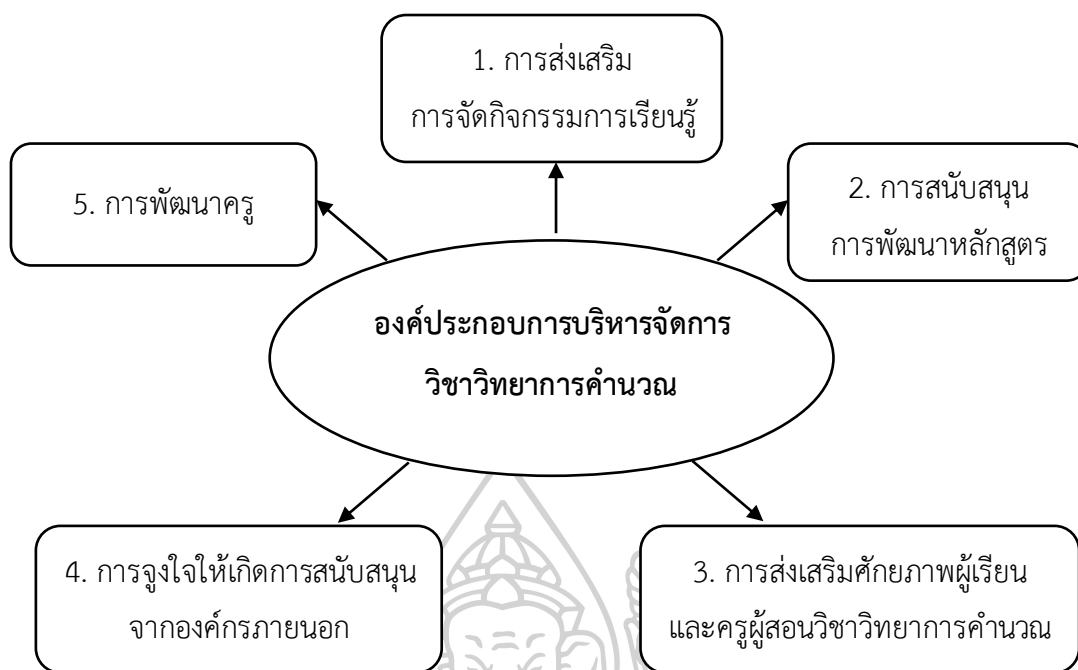 1. การส่งเสริม
การจัดกิจกรรมการเรียนรู้
2. การสนับสนุน
การพัฒนาหลักสูตร
5. การพัฒนาครู
องค์ประกอบการบริหารจัดการ
วิชาวิทยาการคำนวณ
4. การจูงใจให้เกิดการสนับสนุน
จากองค์กรภายนอก
3. การส่งเสริมศักยภาพผู้เรียน
และครูผู้สอนวิชาวิทยาการคำนวณ